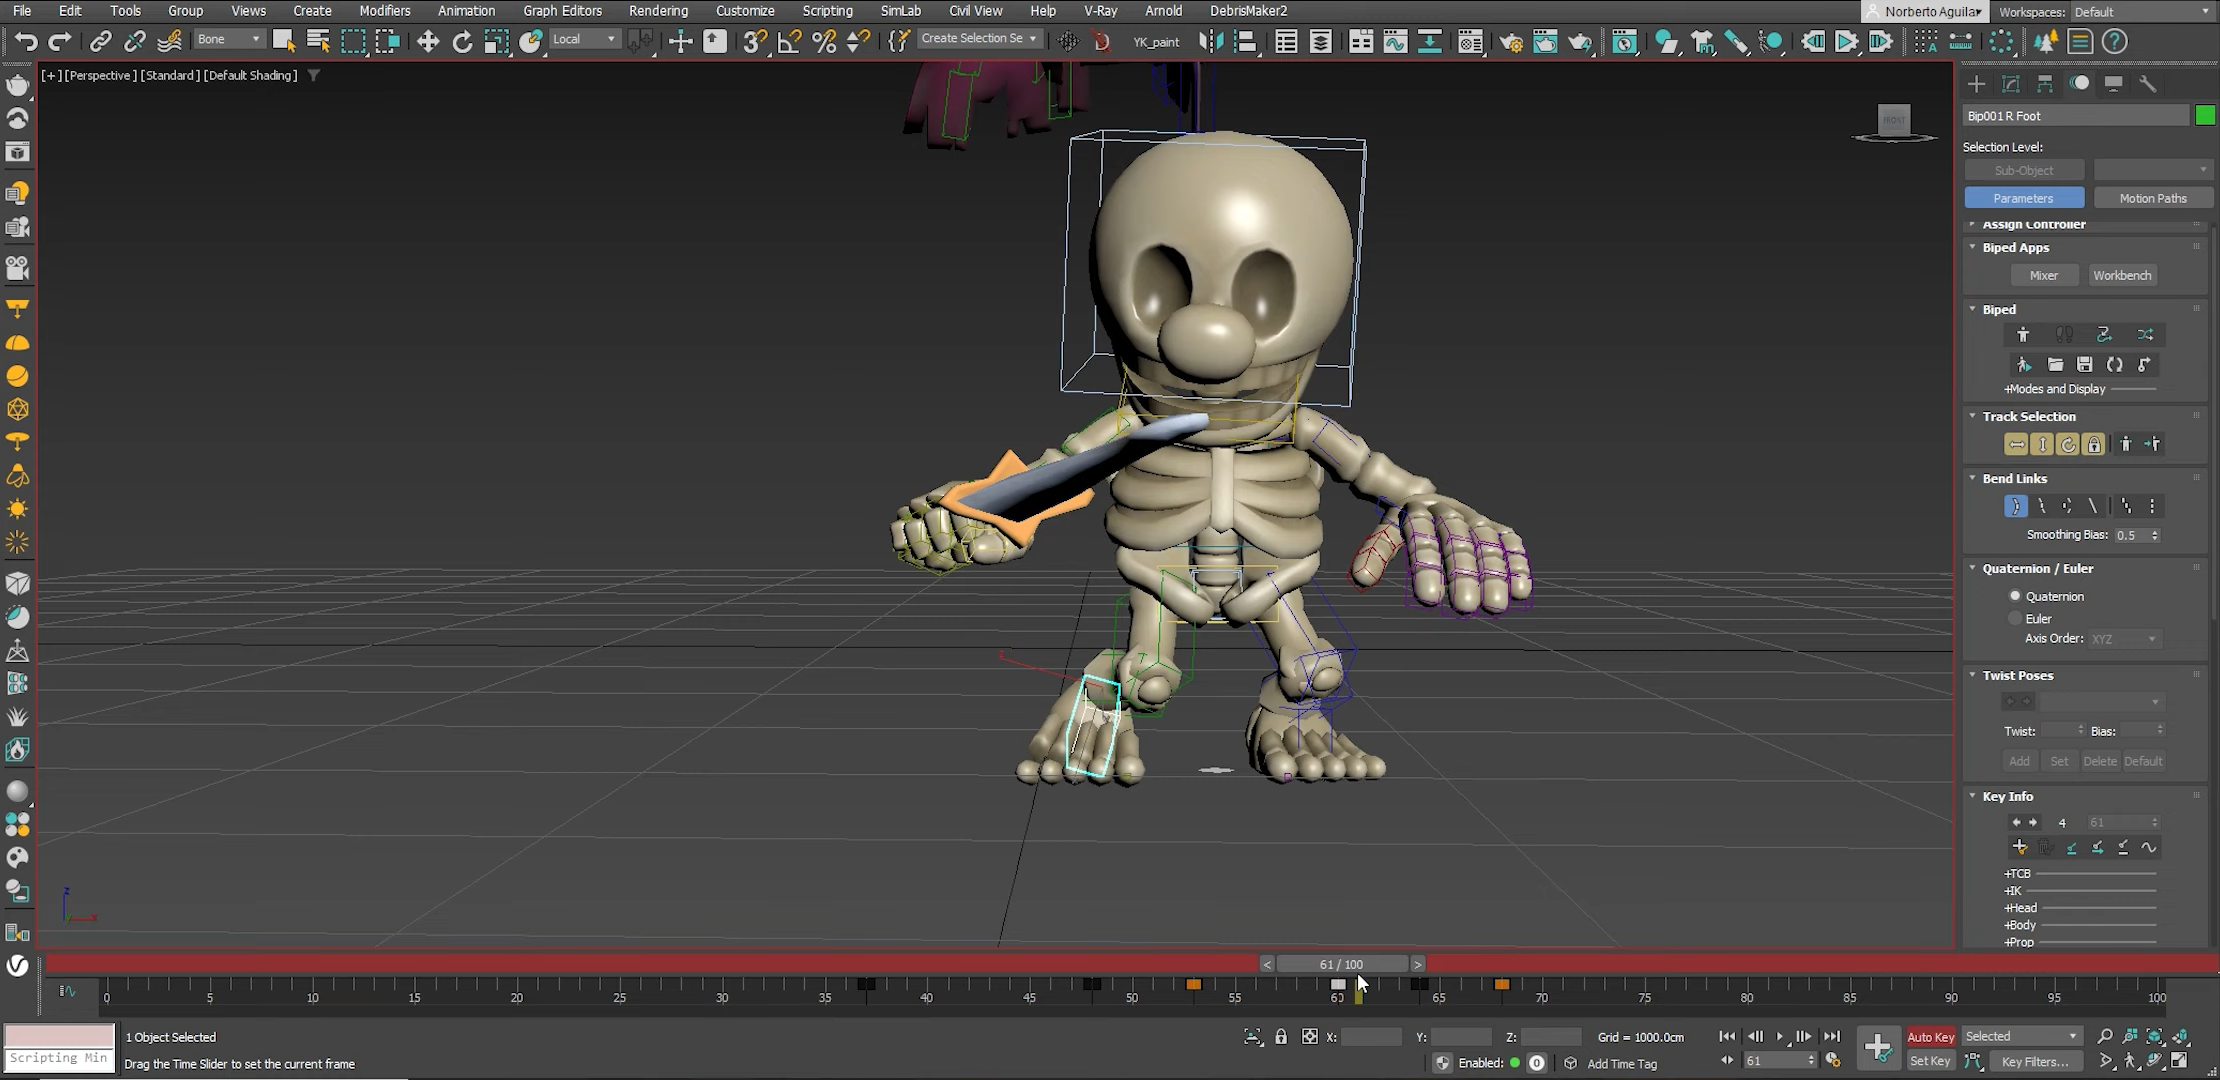 File Edit Tools Group Views Create Modifiers Animation Graph Editors Rendering Customize Scripting SimLab Civil View Help V-Ray Arnold DebrisMaker2 Norberto Aguila Workspaces: Default
Bone Local Create Selection Se YK_paint
[+] [Perspective ] [Standard ] [Default Shading ]
FRONT
Bip001 R Foot
Selection Level:
Sub-Object
Parameters Motion Paths
Assign Controller
Biped Apps
Mixer Workbench
Biped
+Modes and Display
Track Selection
Bend Links
Smoothing Bias: 0.5
Quaternion / Euler
Quaternion
Euler
Axis Order: XYZ
Twist Poses
Twist: Bias:
Add Set Delete Default
Key Info
4 61
+TCB
+IK
+Head
+Body
+Prop
z
z
x
< 61 / 100 >
0 5 10 15 20 25 30 35 40 45 50 55 60 65 70 75 80 85 90 95 100
1 Object Selected X: Y: Z: Grid = 1000.0cm Auto Key Selected
Scripting Min Drag the Time Slider to set the current frame Enabled: 0 Add Time Tag 61 Set Key Key Filters...